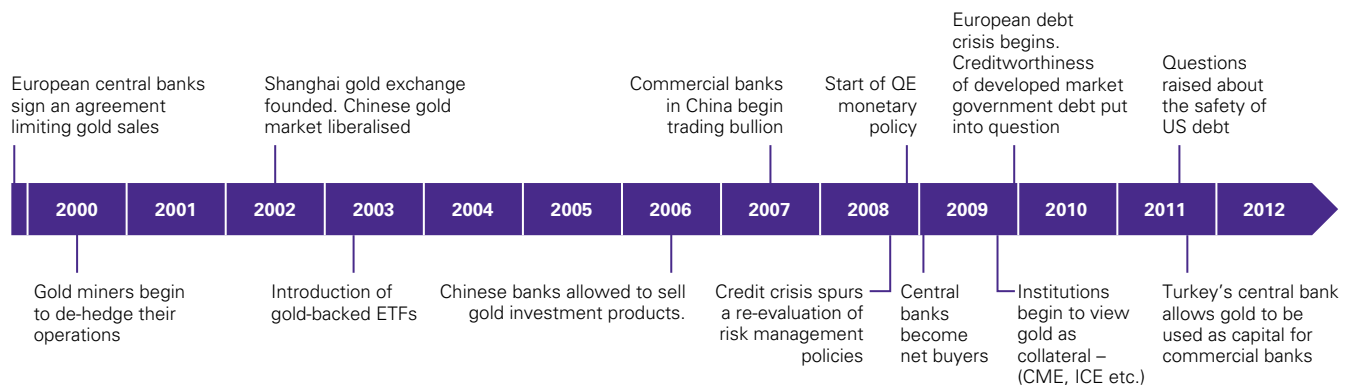 European central banks
sign an agreement
limiting gold sales
Shanghai gold exchange
founded. Chinese gold
market liberalised
Commercial banks
in China begin
trading bullion
Start of QE
monetary
policy
European debt
crisis begins.
Creditworthiness
of developed market
government debt put
into question
Questions
raised about
the safety of
US debt
2000 2001 2002 2003 2004 2005 2006 2007 2008 2009 2010 2011 2012
Gold miners begin
to de-hedge their
operations
Introduction of
gold-backed ETFs
Chinese banks allowed to sell
gold investment products.
Credit crisis spurs
a re-evaluation of
risk management
policies
Central
banks
become
net buyers
Institutions
begin to view
gold as
collateral –
(CME, ICE etc.)
Turkey’s central bank
allows gold to be
used as capital for
commercial banks